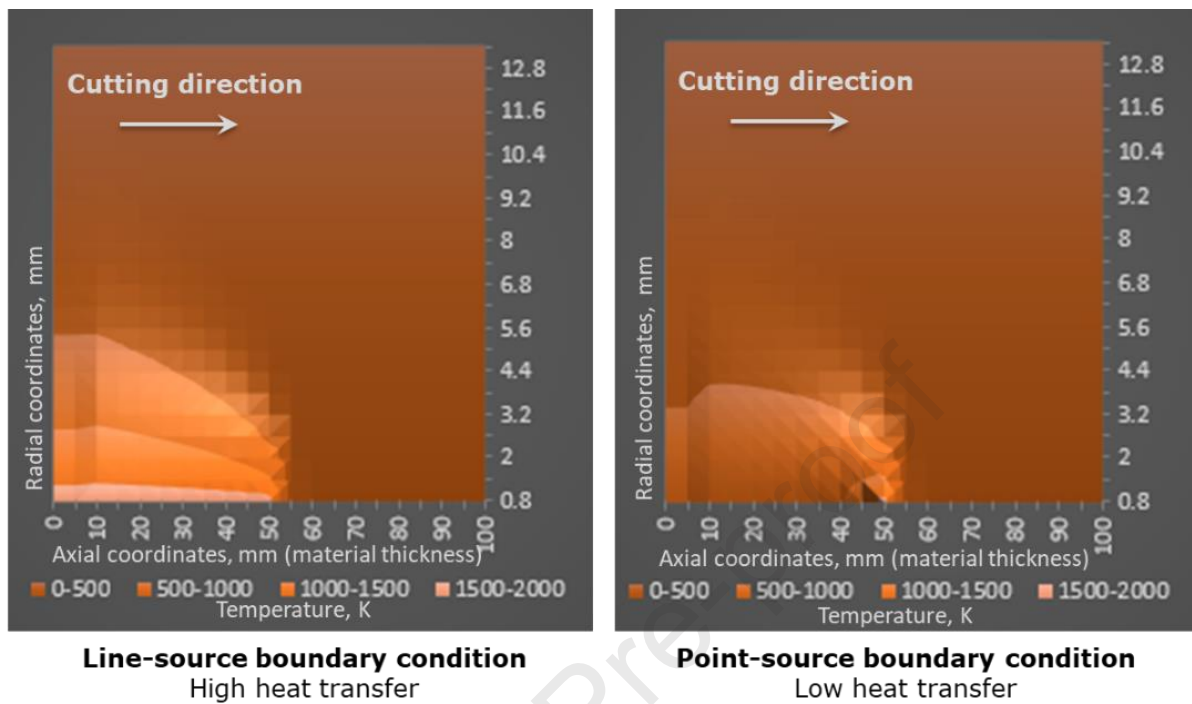 Cutting direction
12.8
11.6
10.4
9.2
8
6.8
5.6
4.4
3.2
2
0.8
Radial coordinates, mm
0 10 20 30 40 50 60 70 80 90 100
Axial coordinates, mm (material thickness)
0-500 500-1000 1000-1500 1500-2000
Temperature, K
Line-source boundary condition
High heat transfer
Cutting direction
12.8
11.6
10.4
9.2
8
6.8
5.6
4.4
3.2
2
0.8
Radial coordinates, mm
0 10 20 30 40 50 60 70 80 90 100
Axial coordinates, mm (material thickness)
0-500 500-1000 1000-1500 1500-2000
Temperature, K
Point-source boundary condition
Low heat transfer
Pre-proof